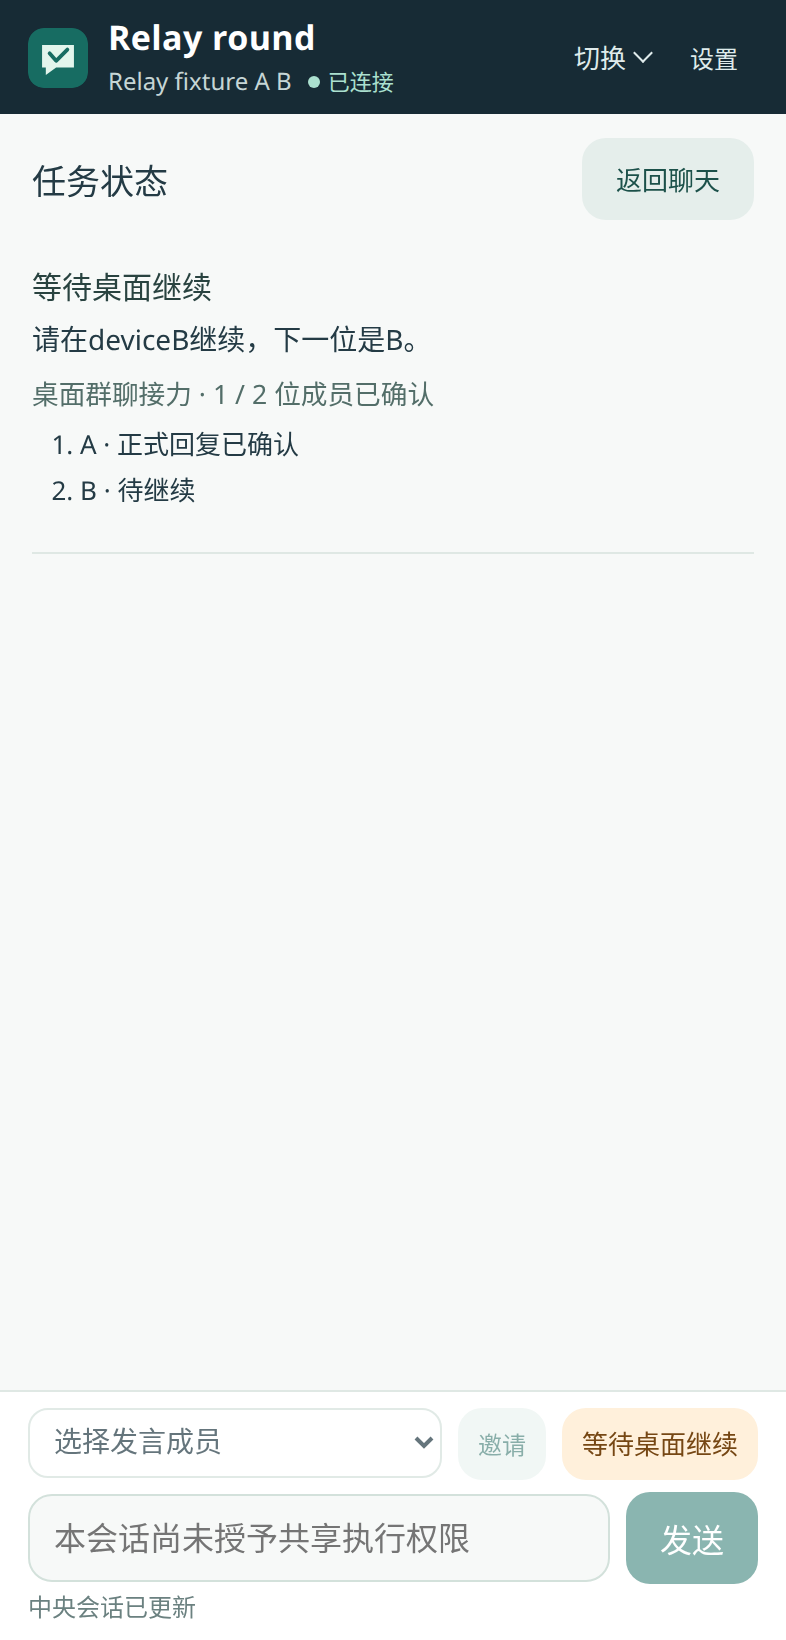 Relay round
Relay fixture A B 已连接
切换
设置
任务状态
返回聊天
等待桌面继续
请在deviceB继续，下一位是B。
桌面群聊接力 · 1 / 2 位成员已确认
1. A · 正式回复已确认
2. B · 待继续
选择发言成员
邀请
等待桌面继续
本会话尚未授予共享执行权限
发送
中央会话已更新